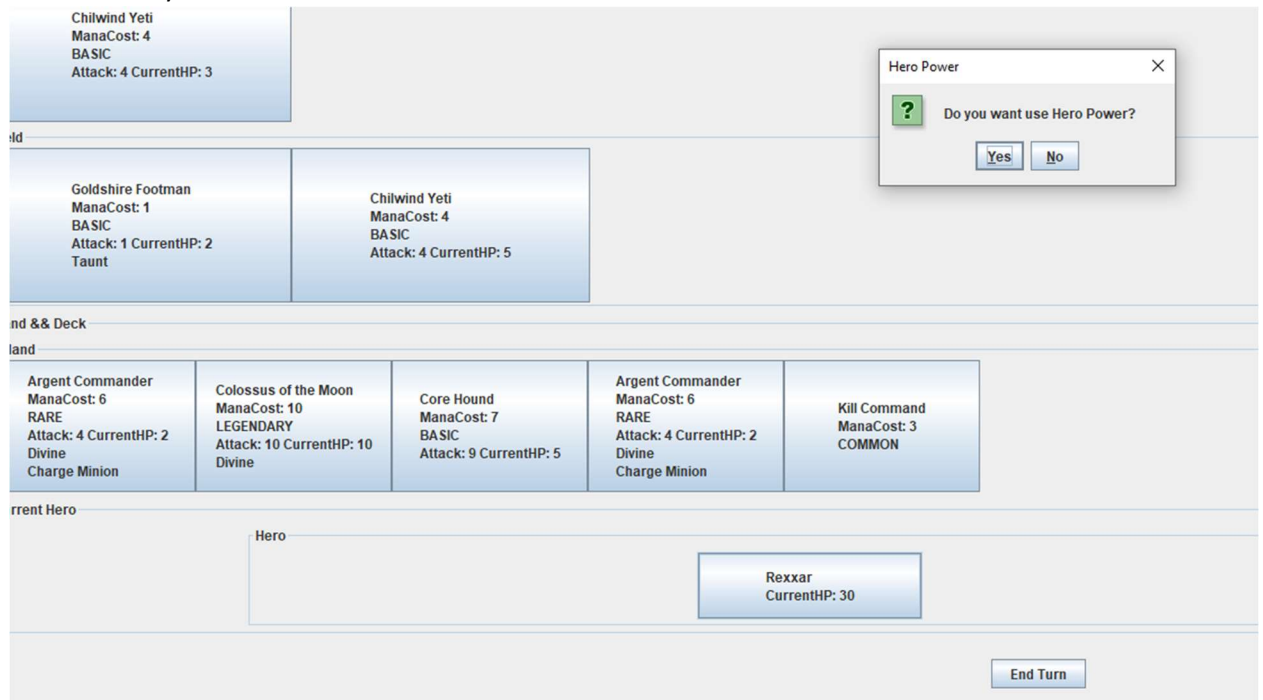 Chilwind Yeti
ManaCost: 4
BASIC
Attack: 4 CurrentHP: 3
Hero Power
Do you want use Hero Power?
Yes
No
eld
Goldshire Footman
ManaCost: 1
BASIC
Attack: 1 CurrentHP: 2
Taunt
Chilwind Yeti
ManaCost: 4
BASIC
Attack: 4 CurrentHP: 5
nd && Deck
land
Argent Commander
ManaCost: 6
RARE
Attack: 4 CurrentHP: 2
Divine
Charge Minion
Colossus of the Moon
ManaCost: 10
LEGENDARY
Attack: 10 CurrentHP: 10
Divine
Core Hound
ManaCost: 7
BASIC
Attack: 9 CurrentHP: 5
Argent Commander
ManaCost: 6
RARE
Attack: 4 CurrentHP: 2
Divine
Charge Minion
Kill Command
ManaCost: 3
COMMON
rrent Hero
Hero
Rexxar
CurrentHP: 30
End Turn